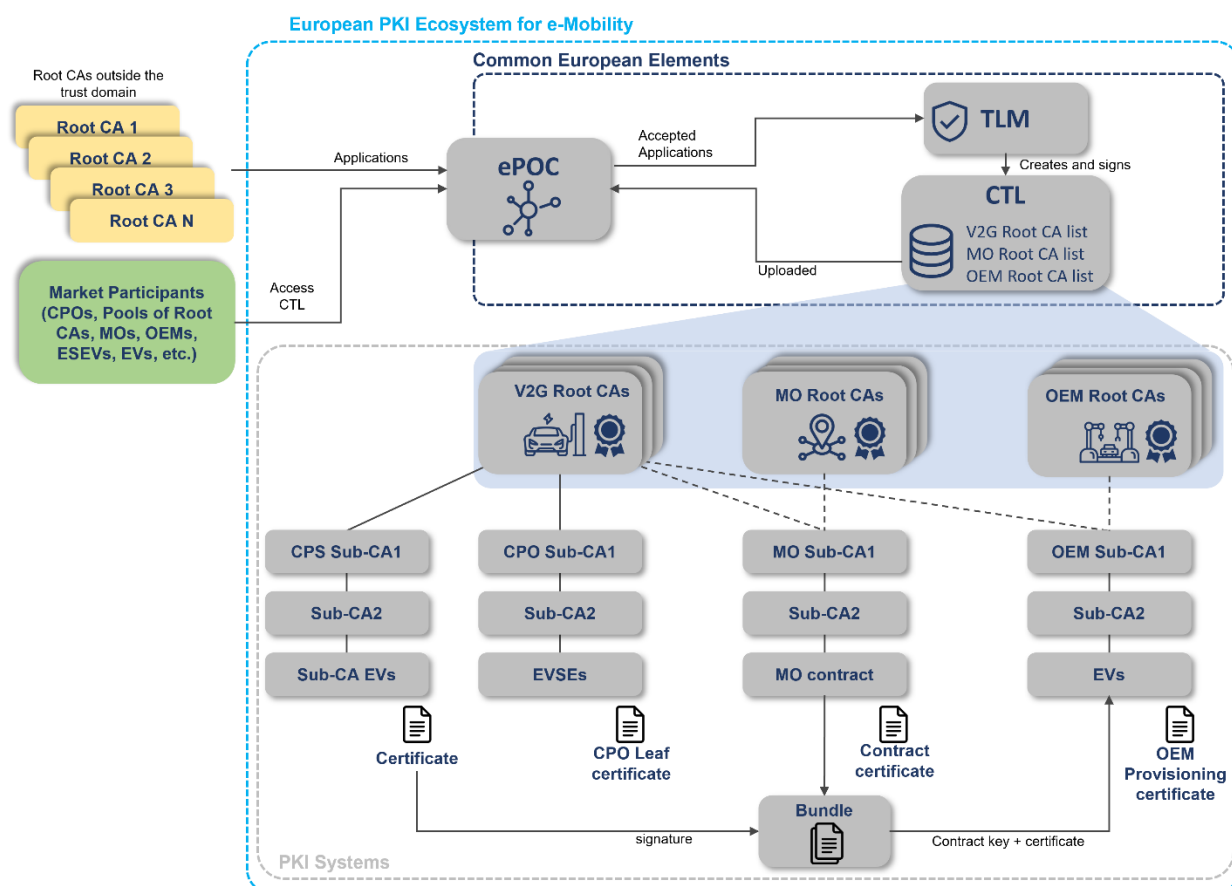 European PKI Ecosystem for e-Mobility
Common European Elements
Root CAs outside the
trust domain
Root CA 1
Root CA 2
Root CA 3
Root CA N
Applications
ePOC
Accepted
Applications
TLM
Creates and signs
CTL
V2G Root CA list
MO Root CA list
OEM Root CA list
Uploaded
Market Participants
(CPOs, Pools of Root
CAs, MOs, OEMs,
ESEVs, EVs, etc.)
Access
CTL
V2G Root CAs
MO Root CAs
OEM Root CAs
CPS Sub-CA1
CPO Sub-CA1
MO Sub-CA1
OEM Sub-CA1
Sub-CA2
Sub-CA2
Sub-CA2
Sub-CA2
Sub-CA EVs
EVSEs
MO contract
EVs
Certificate
CPO Leaf
certificate
Contract
certificate
OEM
Provisioning
certificate
Bundle
signature
Contract key + certificate
PKI Systems